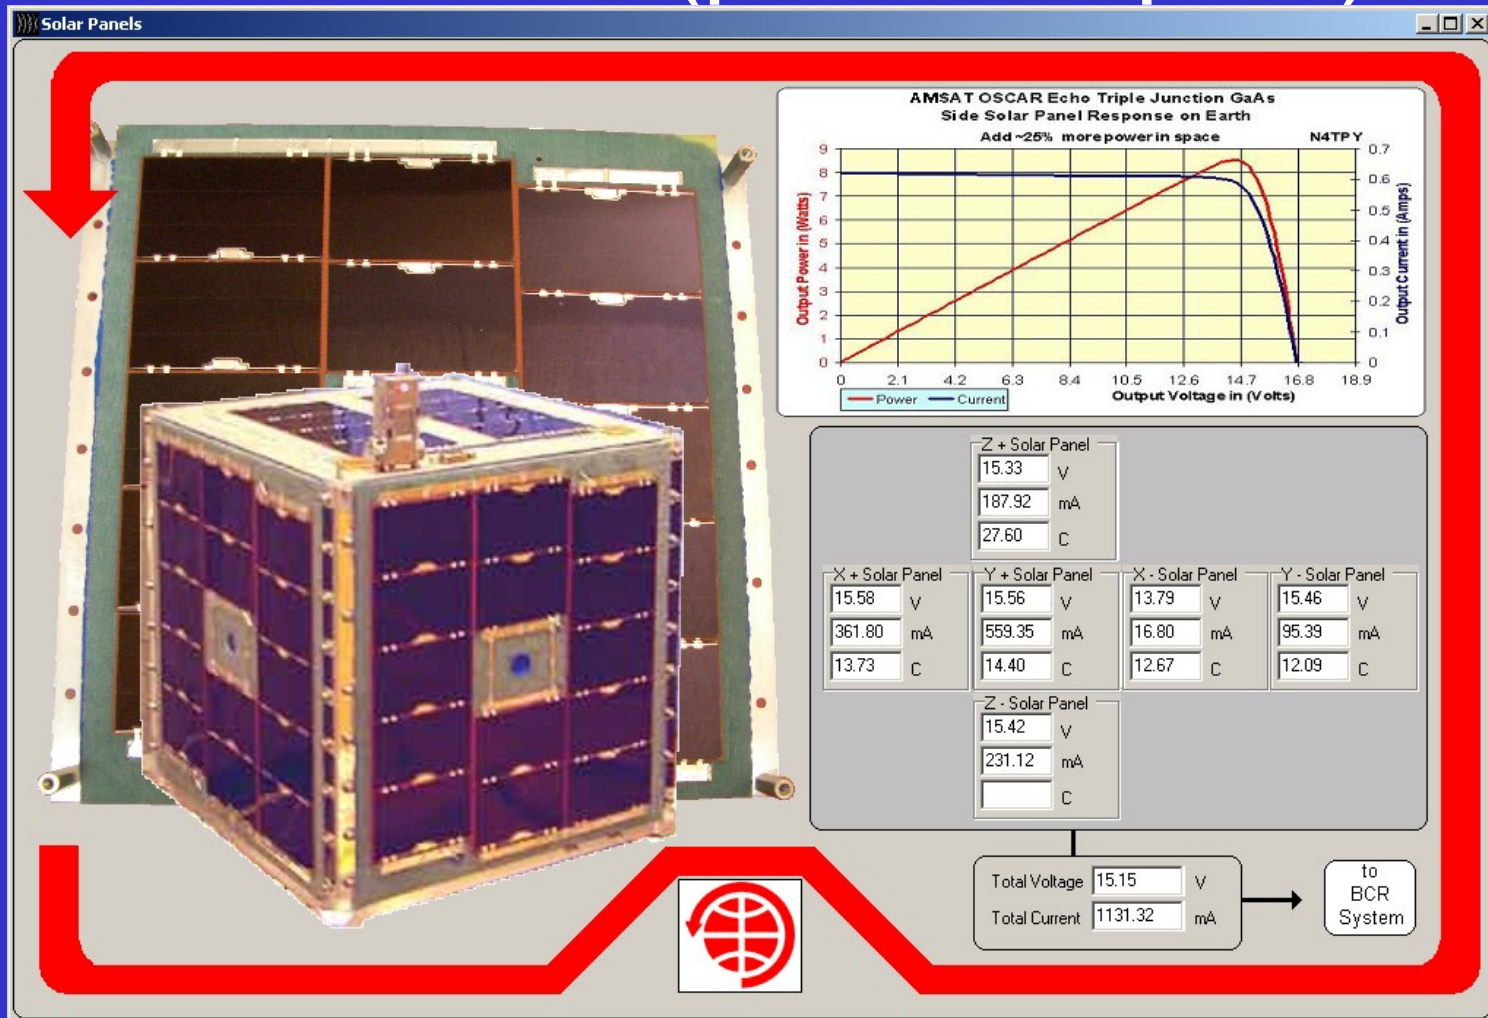 Solar Panels
AMSAT OSCAR Echo Triple Junction GaAs
Side Solar Panel Response on Earth
Add ~25% more power in space
N4TPY
Output Power in (Watts)
9
8
7
6
5
4
3
2
1
0
0.7
0.6
0.5
0.4
0.3
0.2
0.1
0
Output Current in (Amps)
0 2.1 4.2 6.3 8.4 10.5 12.6 14.7 16.8 18.9
Power Current
Output Voltage in (Volts)
Z + Solar Panel
15.33 V
187.92 mA
27.60 C
X + Solar Panel
15.58 V
361.80 mA
13.73 C
Y + Solar Panel
15.56 V
559.35 mA
14.40 C
X - Solar Panel
13.79 V
16.80 mA
12.67 C
Y - Solar Panel
15.46 V
95.39 mA
12.09 C
Z - Solar Panel
15.42 V
231.12 mA
C
Total Voltage 15.15 V
Total Current 1131.32 mA
to
BCR
System